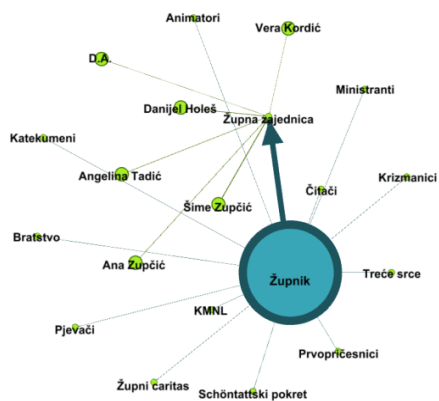 Animatori
Vera Kordić
D.A.
Danijel Holeš
Župna zajednica
Ministranti
Katekumeni
Angelina Tadić
Čitači
Krizmanici
Šime Zupčić
Bratstvo
Ana Zupčić
Župnik
Treće srce
KMNL
Pjevači
Prvopričesnici
Župni caritas
Schöntattski pokret